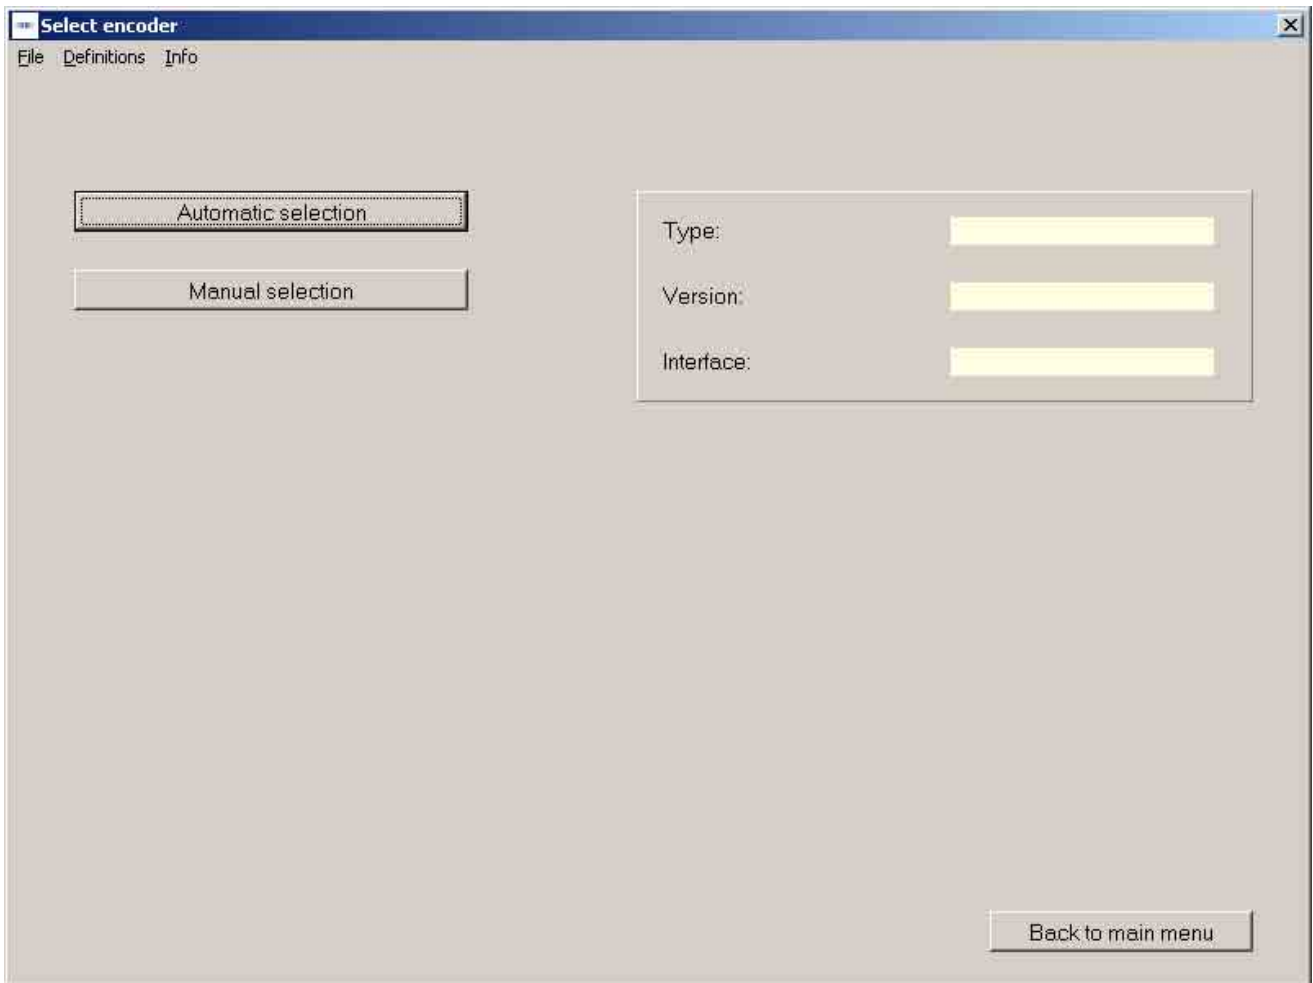 Select encoder
File Definitions Info
Automatic selection
Manual selection
Type:
Version:
Interface:
Back to main menu